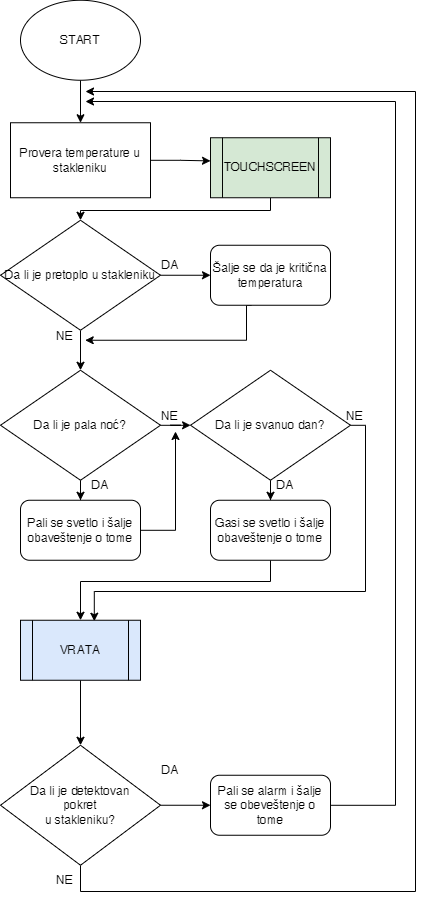 START
Provera temperature u
stakleniku
TOUCHSCREEN
Da li je pretoplo u stakleniku
DA
Šalje se da je kritična
temperatura
NE
Da li je pala noć?
NE
Da li je svanuo dan?
NE
DA
DA
Pali se svetlo i šalje
obaveštenje o tome
Gasi se svetlo i šalje
obaveštenje o tome
VRATA
Da li je detektovan
pokret
u stakleniku?
DA
Pali se alarm i šalje
se obeveštenje o
tome
NE